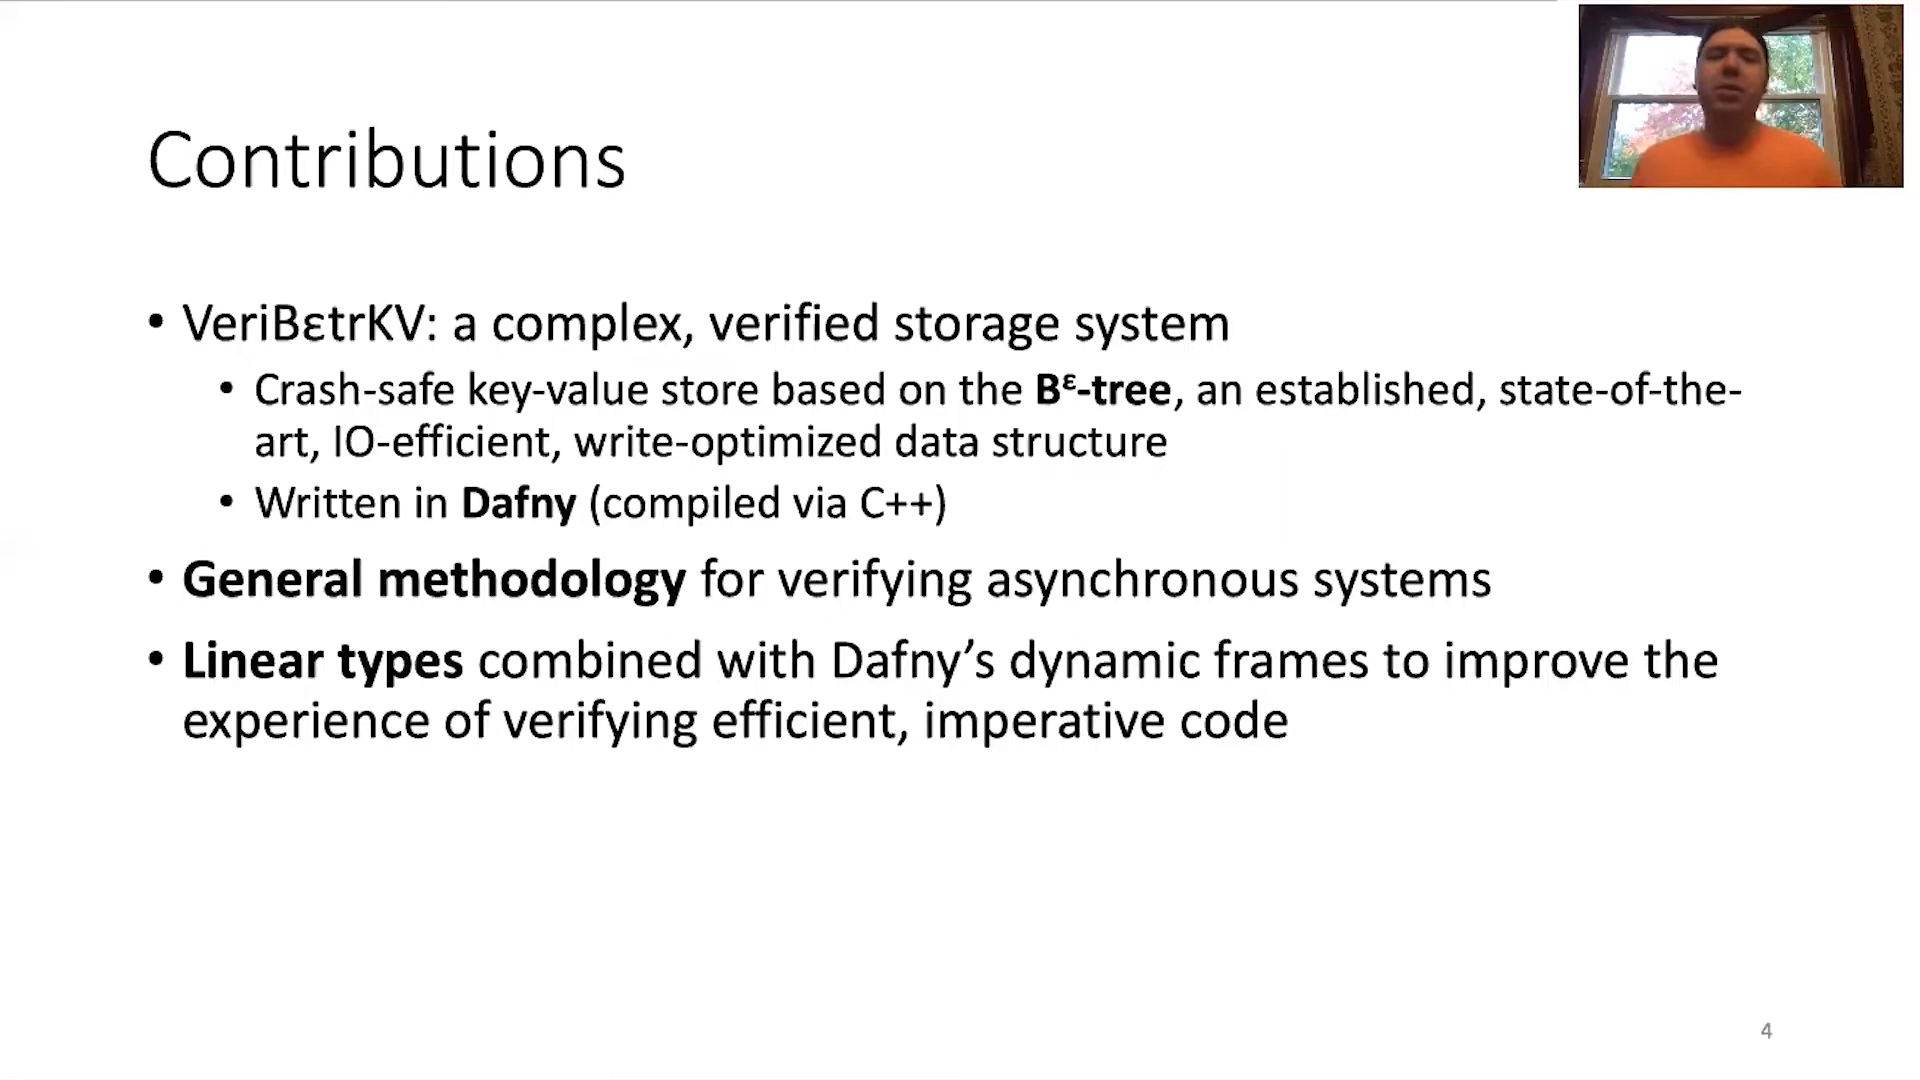 Contributions
• VeriBεtrKV: a complex, verified storage system
• Crash-safe key-value store based on the Bᵋ-tree, an established, state-of-the-
art, IO-efficient, write-optimized data structure
• Written in Dafny (compiled via C++)
• General methodology for verifying asynchronous systems
• Linear types combined with Dafny’s dynamic frames to improve the
experience of verifying efficient, imperative code
4